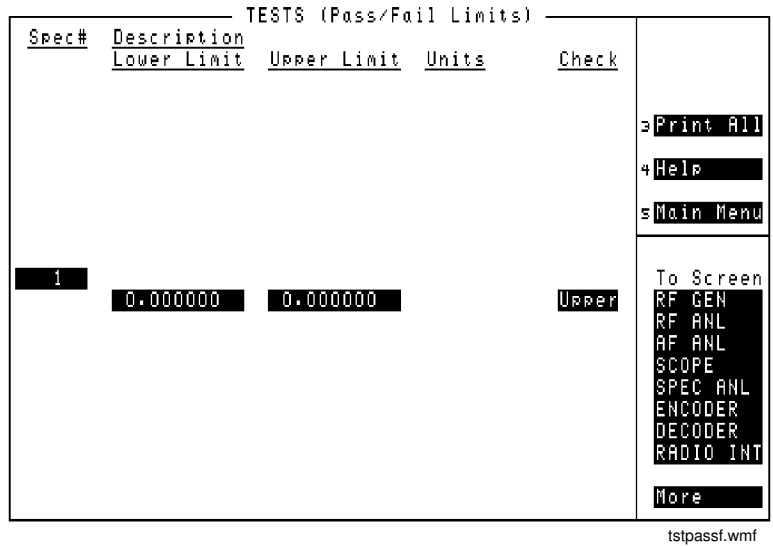 TESTS (Pass/Fail Limits)
Spec# Description
Lower Limit Upper Limit Units Check
3 Print All
4 Help
5 Main Menu
1
0.000000 0.000000 Upper
To Screen
RF GEN
RF ANL
AF ANL
SCOPE
SPEC ANL
ENCODER
DECODER
RADIO INT
More
tstpassf.wmf